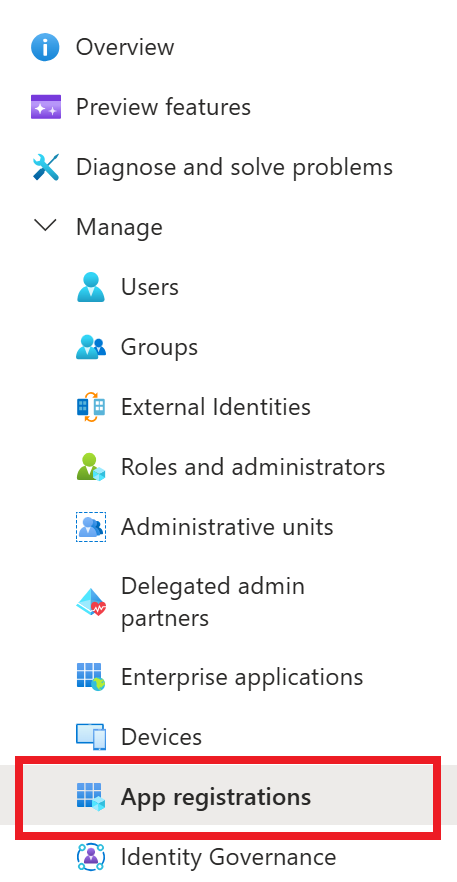 Overview
Preview features
Diagnose and solve problems
Manage
Users
Groups
External Identities
Roles and administrators
Administrative units
Delegated admin
partners
Enterprise applications
Devices
App registrations
Identity Governance